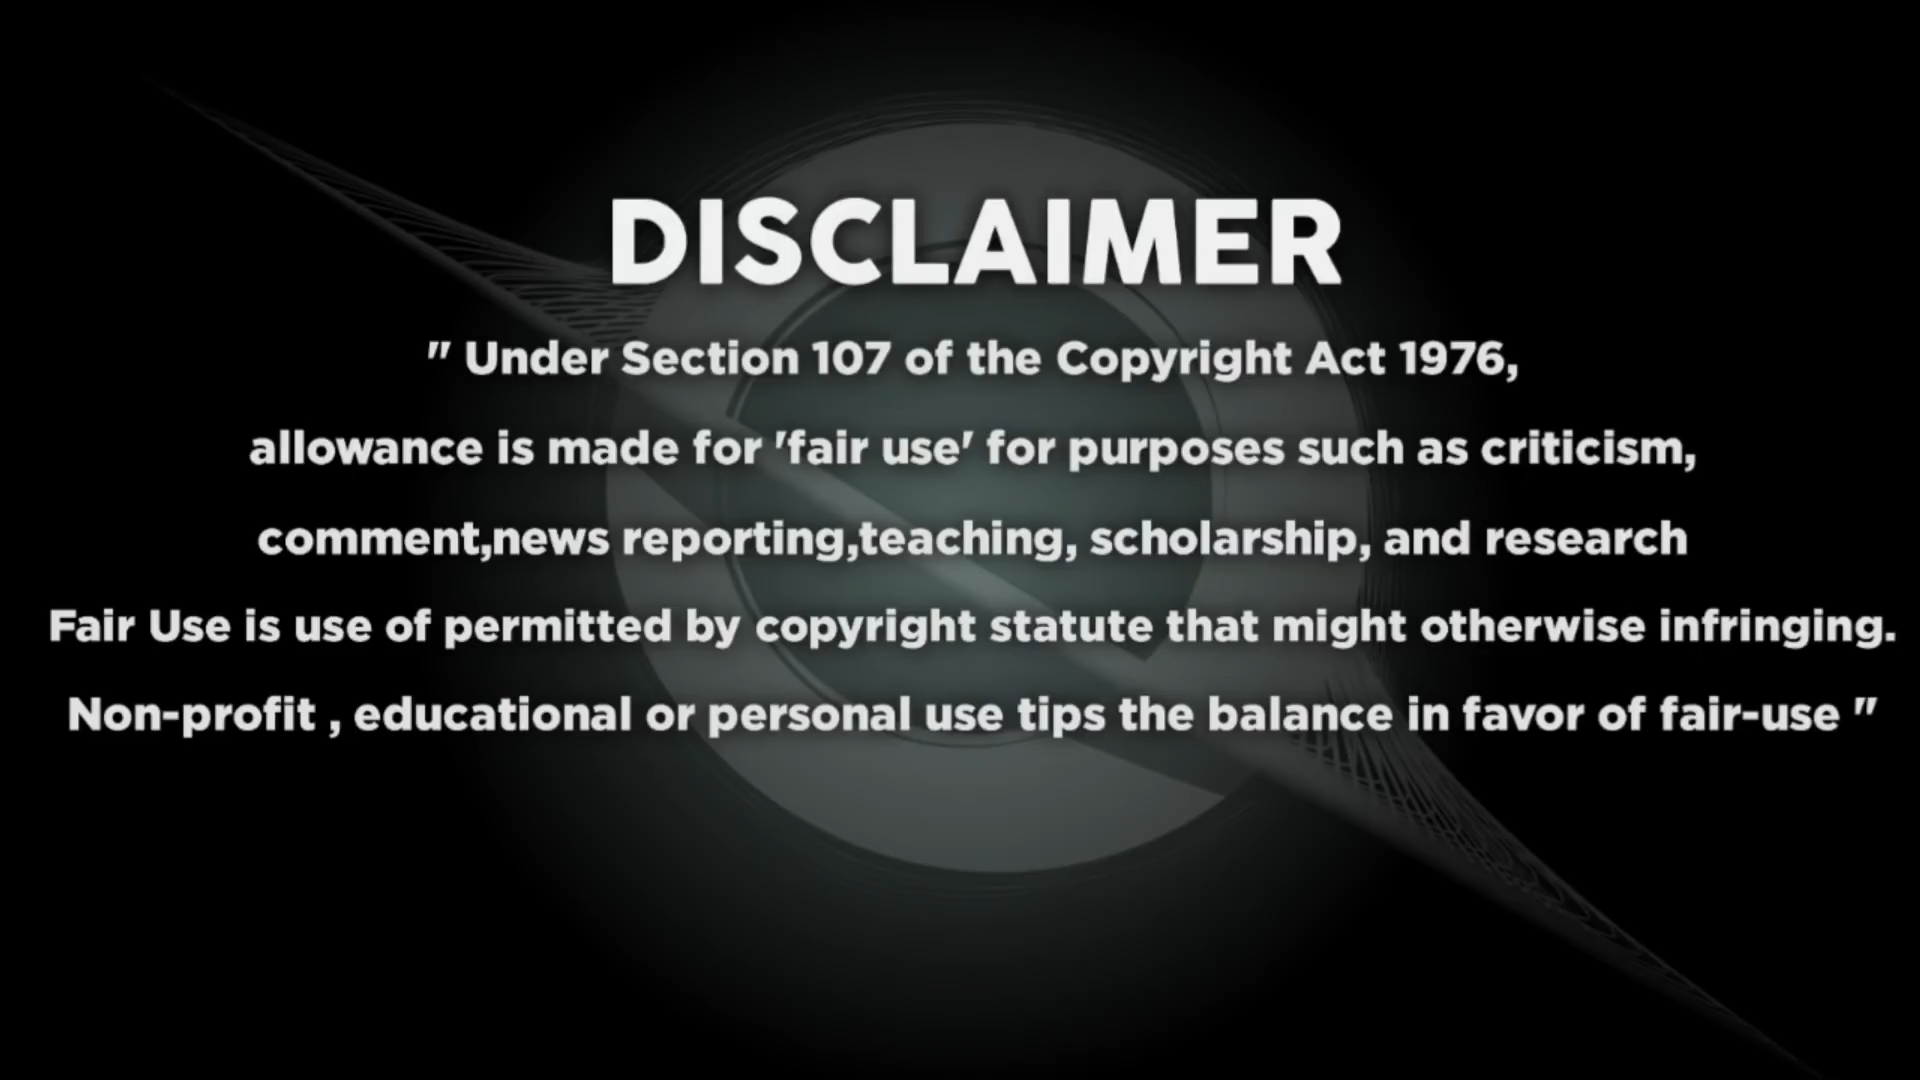 DISCLAIMER
" Under Section 107 of the Copyright Act 1976,
allowance is made for 'fair use' for purposes such as criticism,
comment,news reporting,teaching, scholarship, and research
Fair Use is use of permitted by copyright statute that might otherwise infringing.
Non-profit , educational or personal use tips the balance in favor of fair-use "